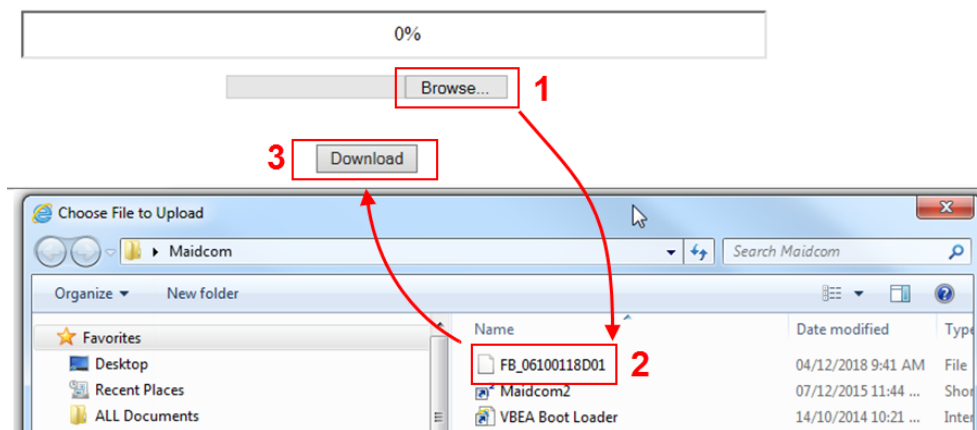 0%
Browse... 1
3 Download
Choose File to Upload
Maidcom
Search Maidcom
Organize New folder
Favorites
Name Date modified Type
Desktop
FB_06100118D01 2 04/12/2018 9:41 AM File
Recent Places
Maidcom2 07/12/2015 11:44 ... Shor
ALL Documents
VBEA Boot Loader 14/10/2014 10:21 ... Inter